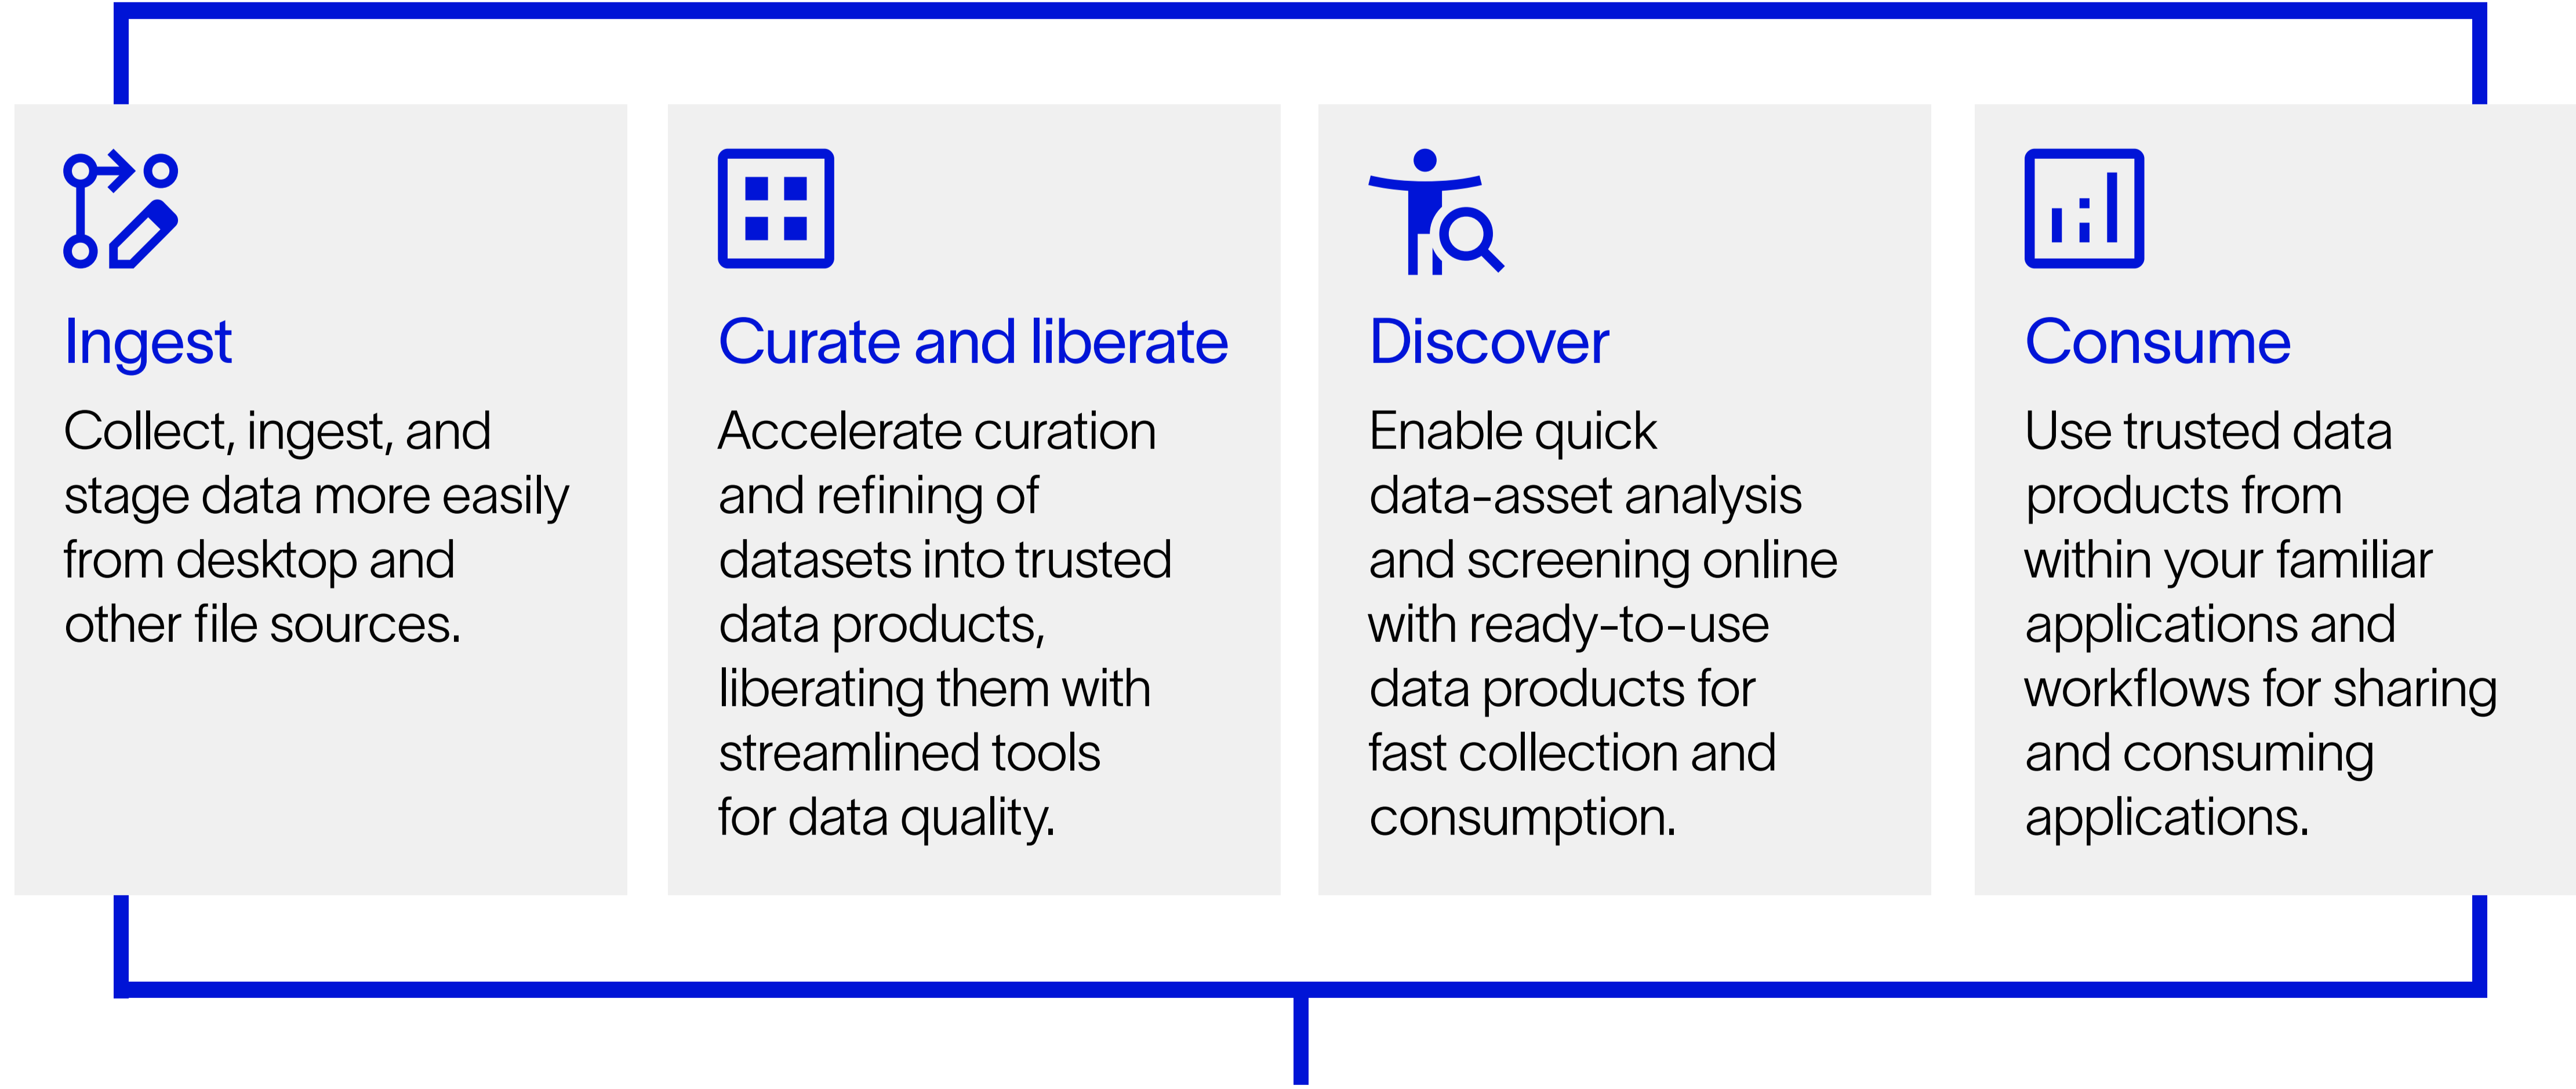 Ingest
Collect, ingest, and
stage data more easily
from desktop and
other file sources.
Curate and liberate
Accelerate curation
and refining of
datasets into trusted
data products,
liberating them with
streamlined tools
for data quality.
Discover
Enable quick
data-asset analysis
and screening online
with ready-to-use
data products for
fast collection and
consumption.
Consume
Use trusted data
products from
within your familiar
applications and
workflows for sharing
and consuming
applications.